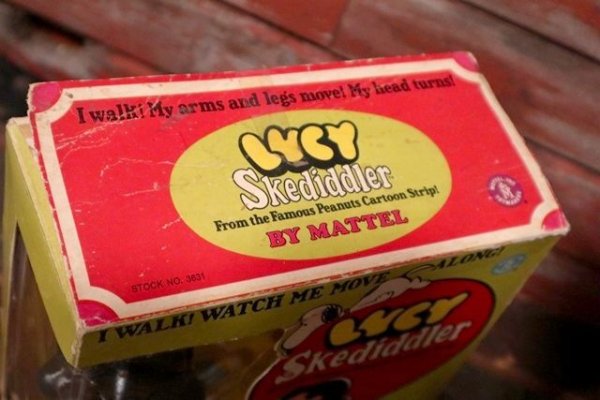 I walk! My arms and legs move! My head turns!
LUCY
Skediddler
From the Famous Peanuts Cartoon Strip!
BY MATTEL
STOCK NO. 3631
I WALK! WATCH ME MOVE ALONG!
LUCY
Skediddler